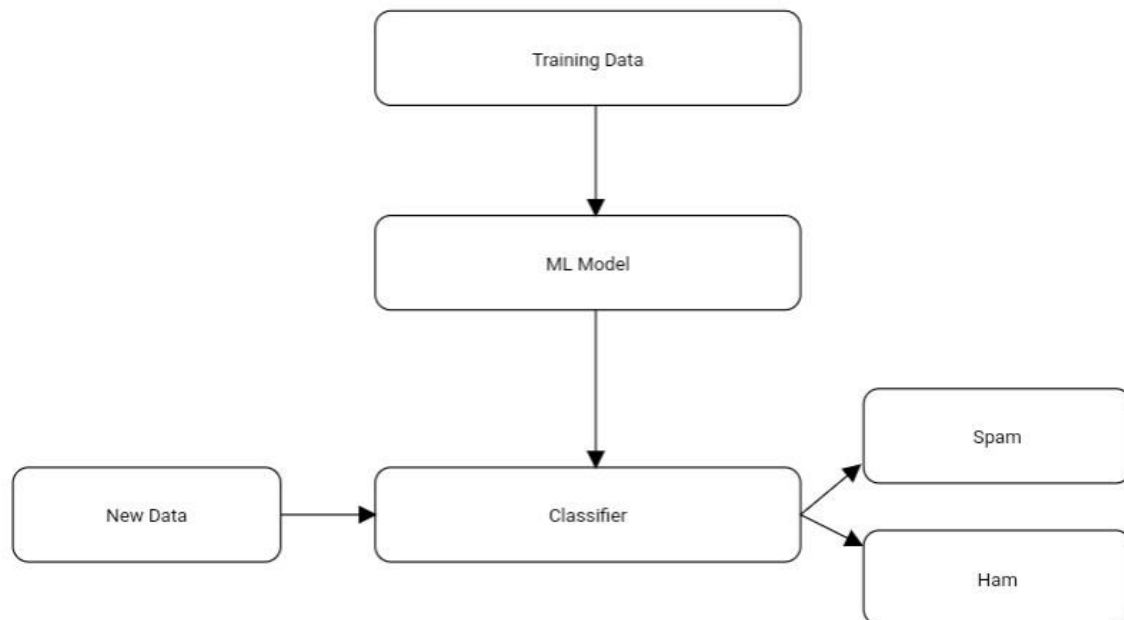 Training Data
ML Model
Spam
New Data
Classifier
Ham